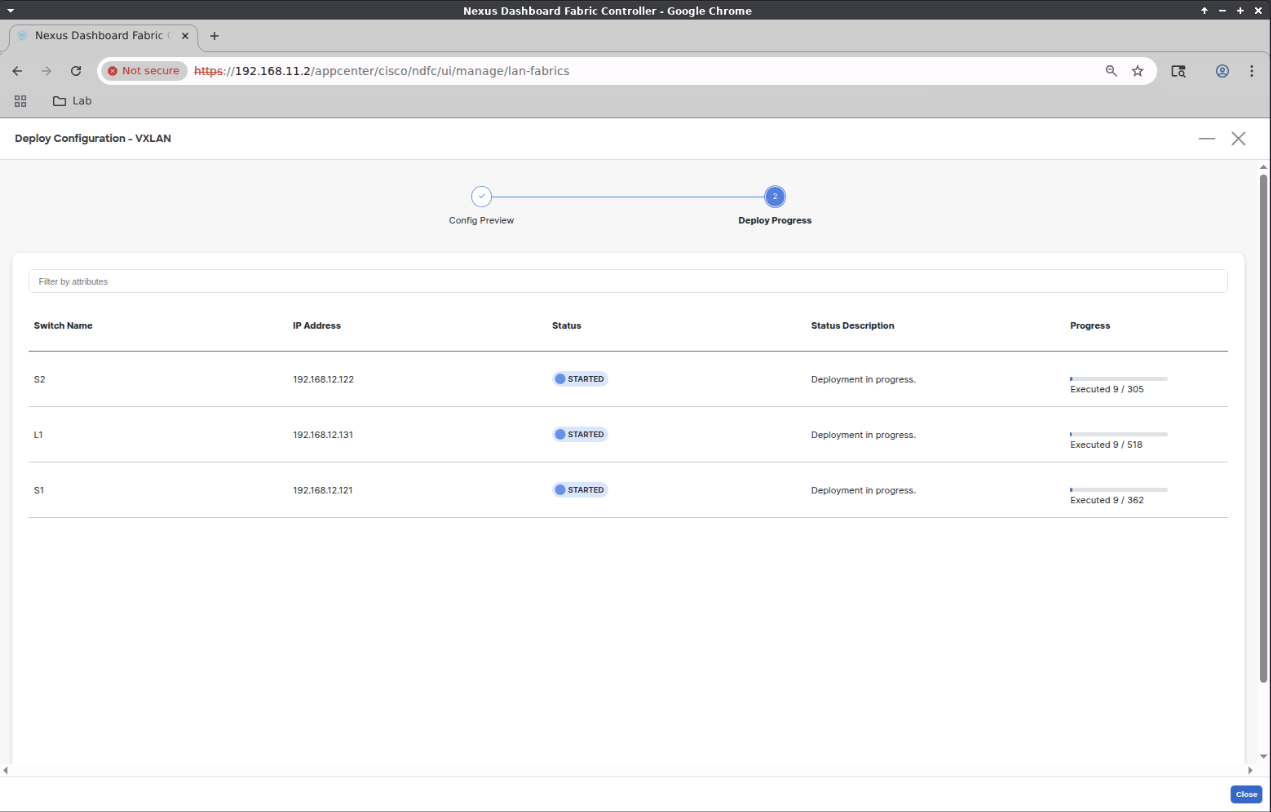 Nexus Dashboard Fabric Controller - Google Chrome
Nexus Dashboard Fabric
Not secure https://192.168.11.2/appcenter/cisco/ndfc/ui/manage/lan-fabrics
Lab
Deploy Configuration - VXLAN
2
Config Preview Deploy Progress
Filter by attributes
Switch Name IP Address Status Status Description Progress
S2 192.168.12.122 STARTED Deployment in progress.
Executed 9 / 305
L1 192.168.12.131 STARTED Deployment in progress.
Executed 9 / 518
S1 192.168.12.121 STARTED Deployment in progress.
Executed 9 / 362
Close